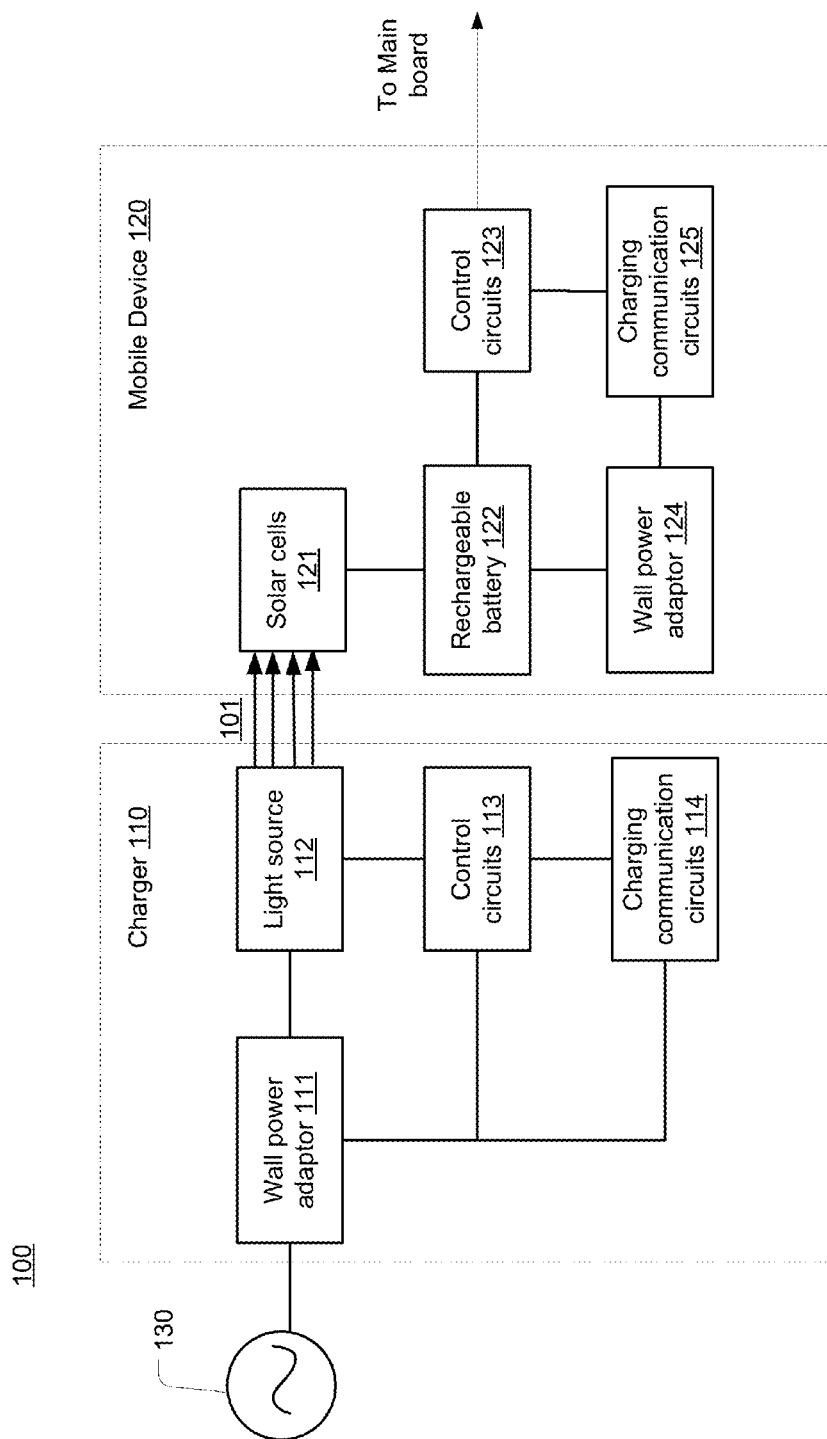 100
130
Charger 110
Wall power
adaptor 111
Light source
112
Control
circuits 113
Charging
communication
circuits 114
101
Mobile Device 120
Solar cells
121
Rechargeable
battery 122
Control
circuits 123
Wall power
adaptor 124
Charging
communication
circuits 125
To Main
board